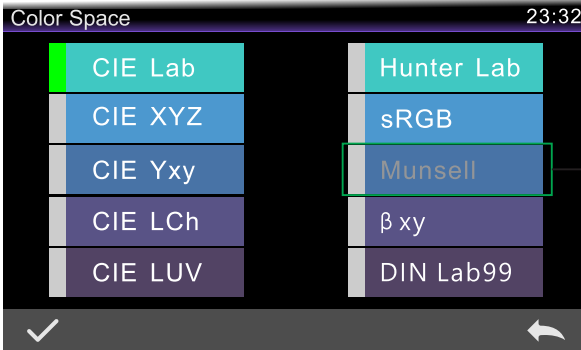 Color Space 23:32
CIE Lab
Hunter Lab
CIE XYZ
sRGB
CIE Yxy
Munsell
CIE LCh
β xy
CIE LUV
DIN Lab99